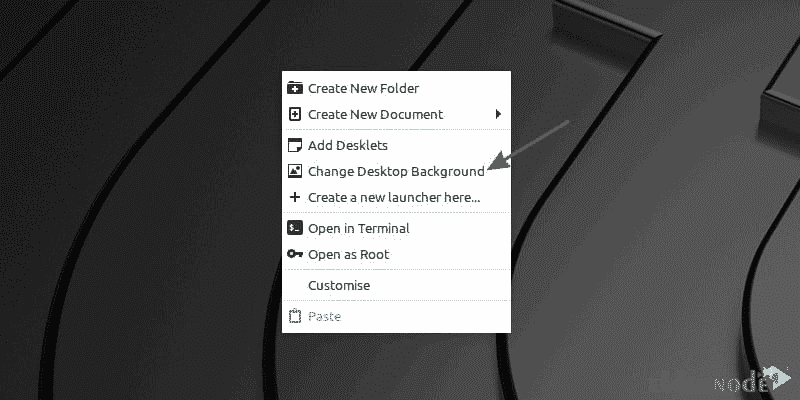 Create New Folder
Create New Document
Add Desklets
Change Desktop Background
Create a new launcher here...
Open in Terminal
Open as Root
Customise
Paste
NODE